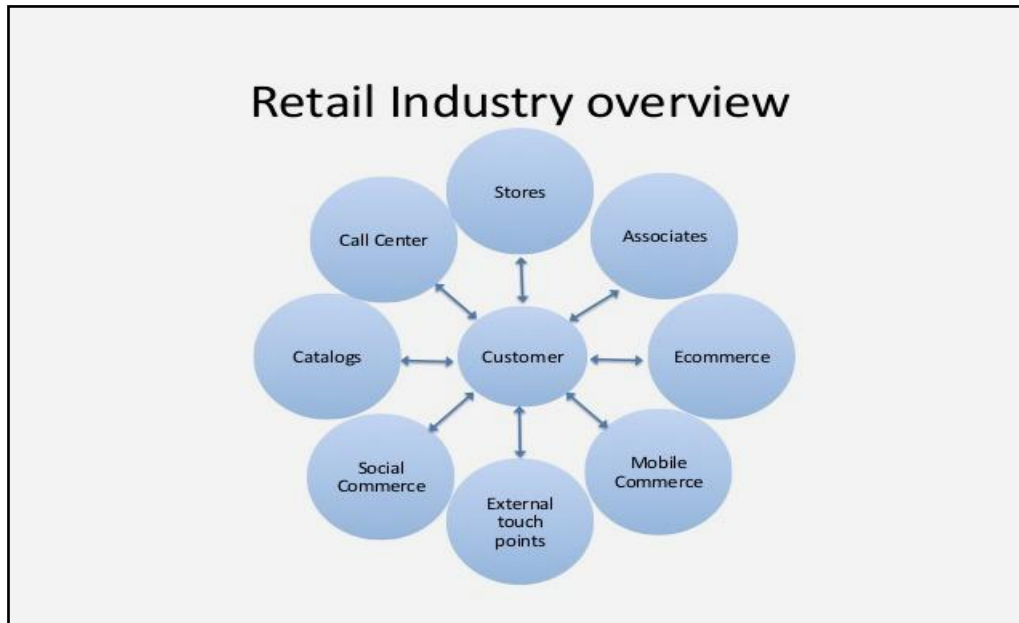 Retail Industry overview
Stores
Call Center
Associates
Catalogs
Customer
Ecommerce
Social
Commerce
Mobile
Commerce
External
touch
points